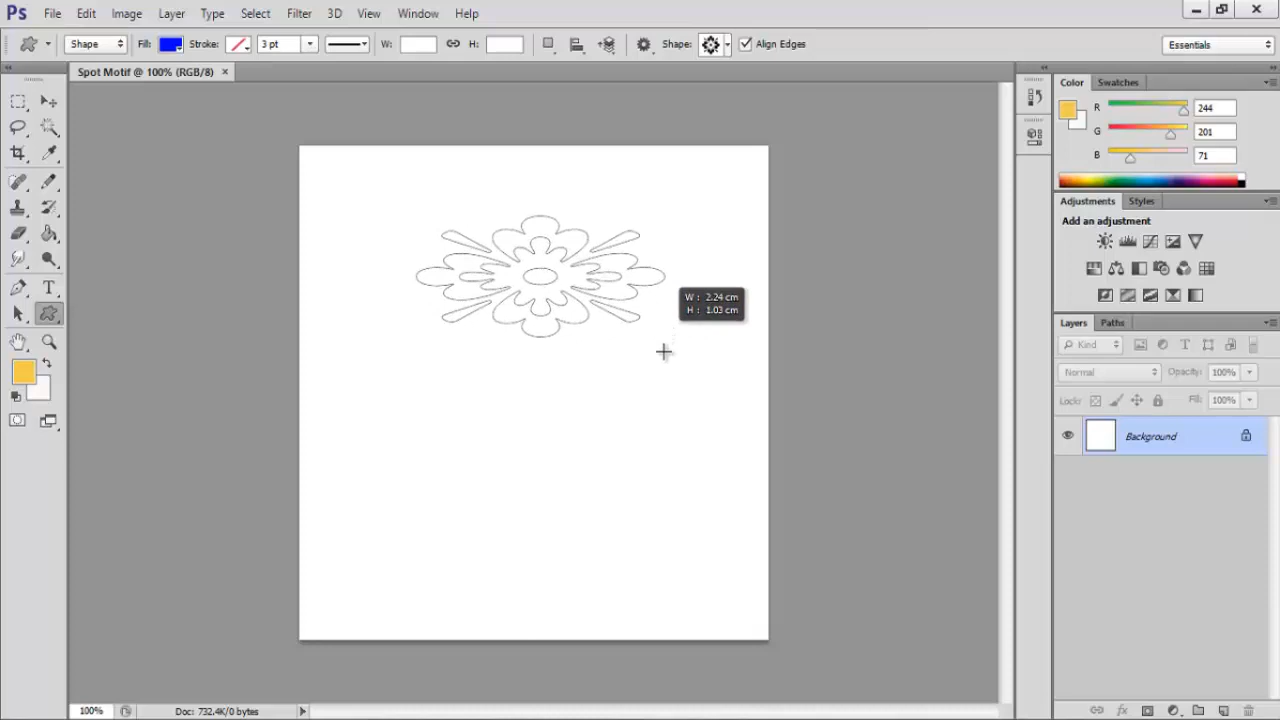 Ps File Edit Image Layer Type Select Filter 3D View Window Help
Shape Fill: Stroke: 3 pt W: H: Shape: Align Edges Essentials
Spot Motif @ 100% (RGB/8) ×
Color Swatches
R 244
G 201
B 71
Adjustments Styles
Add an adjustment
W: 2.24 cm
H: 1.03 cm
Layers Paths
Kind
Normal Opacity: 100%
Lock: Fill: 100%
Background
100% Doc: 732.4K/0 bytes